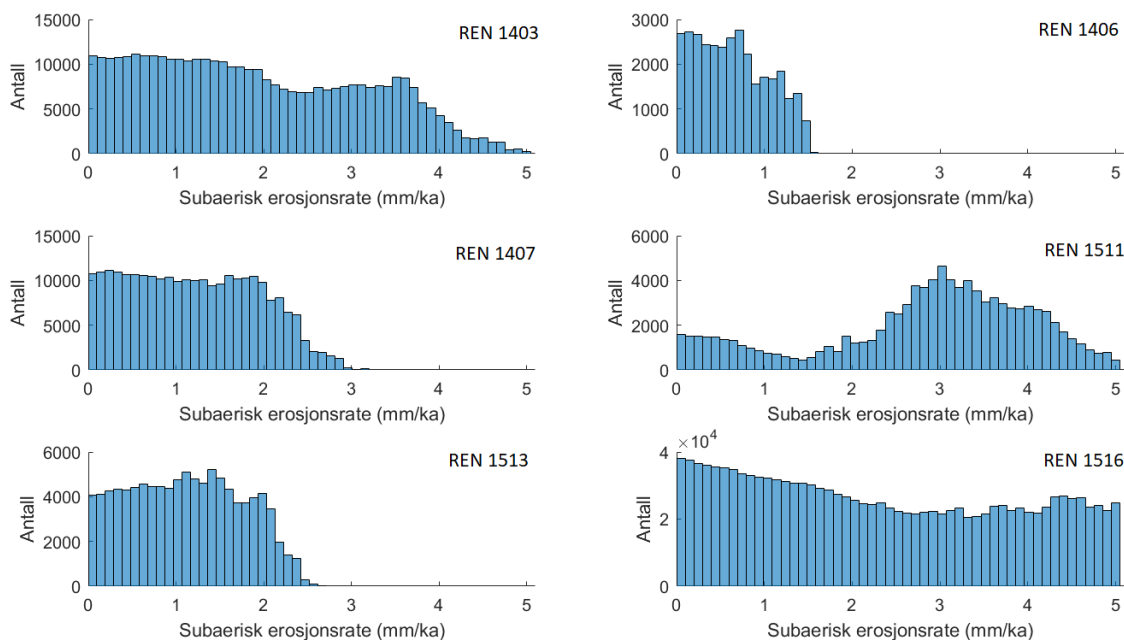 REN 1403
15000
10000
5000
0
Antall
0 1 2 3 4 5
Subaerisk erosjonsrate (mm/ka)
REN 1406
3000
2000
1000
0
Antall
0 1 2 3 4 5
Subaerisk erosjonsrate (mm/ka)
REN 1407
15000
10000
5000
0
Antall
0 1 2 3 4 5
Subaerisk erosjonsrate (mm/ka)
REN 1511
6000
4000
2000
0
Antall
0 1 2 3 4 5
Subaerisk erosjonsrate (mm/ka)
REN 1513
6000
4000
2000
0
Antall
0 1 2 3 4 5
Subaerisk erosjonsrate (mm/ka)
×10⁴
REN 1516
4
2
0
Antall
0 1 2 3 4 5
Subaerisk erosjonsrate (mm/ka)